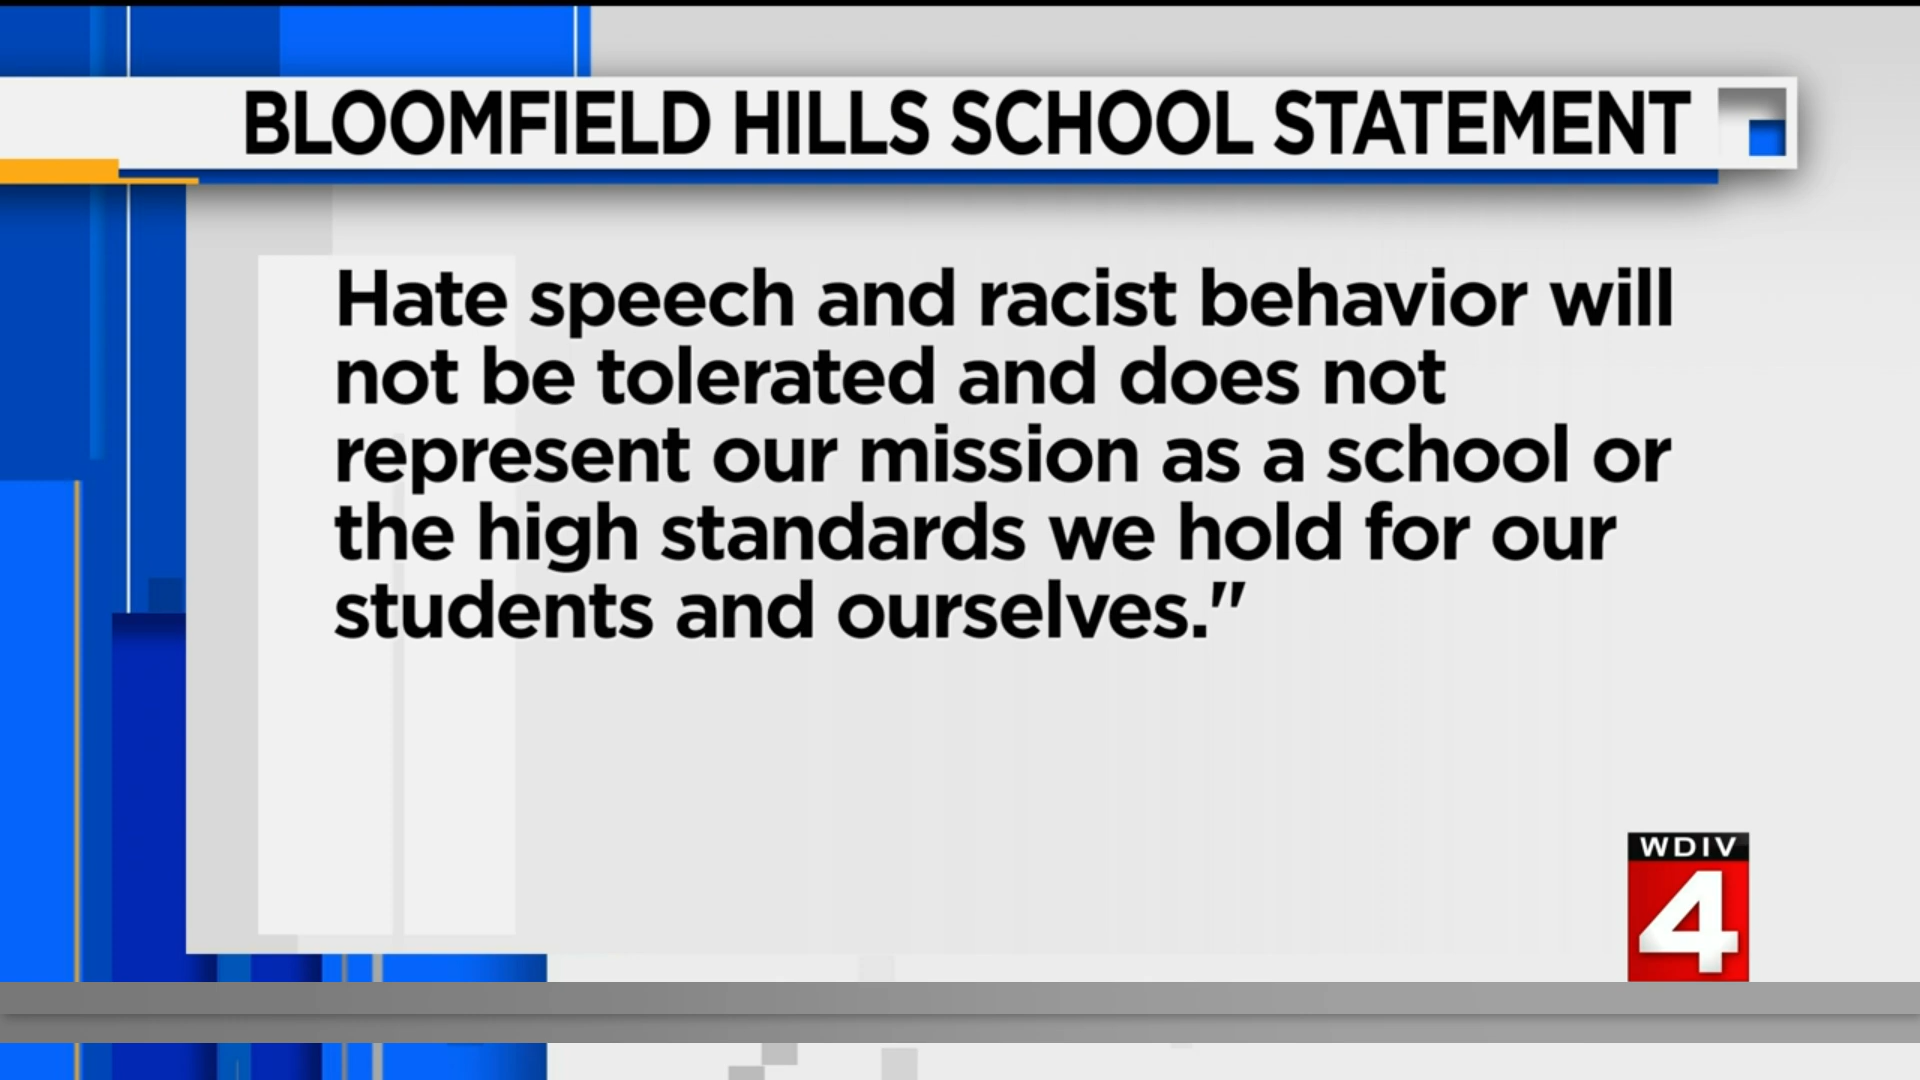 BLOOMFIELD HILLS SCHOOL STATEMENT
Hate speech and racist behavior will
not be tolerated and does not
represent our mission as a school or
the high standards we hold for our
students and ourselves."
WDIV
4